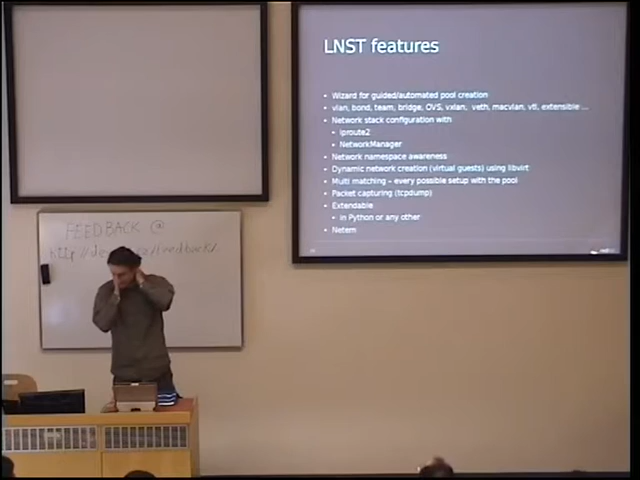 LNST features
• Wizard for guided/automated pool creation
• vlan, bond, team, bridge, OVS, vxlan, veth, macvlan, vti, extensible ...
• Network stack configuration with
• iproute2
• NetworkManager
• Network namespace awareness
• Dynamic network creation (virtual guests) using libvirt
• Multi matching – every possible setup with the pool
• Packet capturing (tcpdump)
• Extendable
• in Python or any other
• Netem
FEEDBACK @
/feedback/